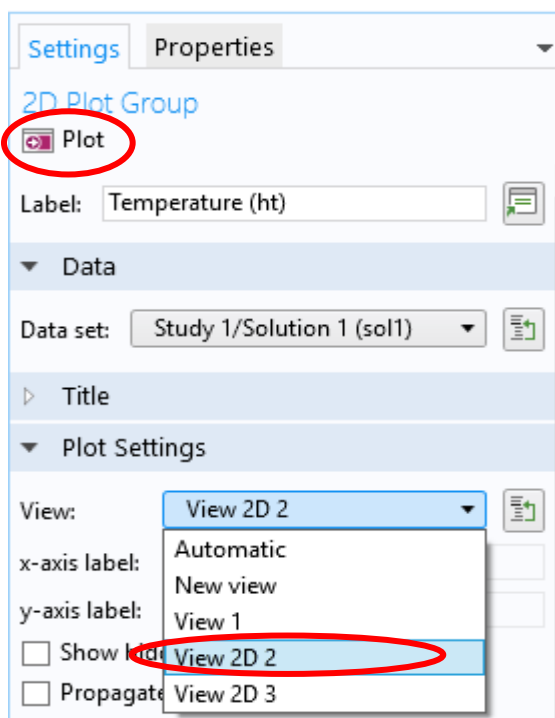 Settings Properties
2D Plot Group
Plot
Label: Temperature (ht)
Data
Data set: Study 1/Solution 1 (sol1)
Title
Plot Settings
View: View 2D 2
Automatic
x-axis label:
New view
y-axis label:
View 1
Show
View 2D 2
Propagate
View 2D 3